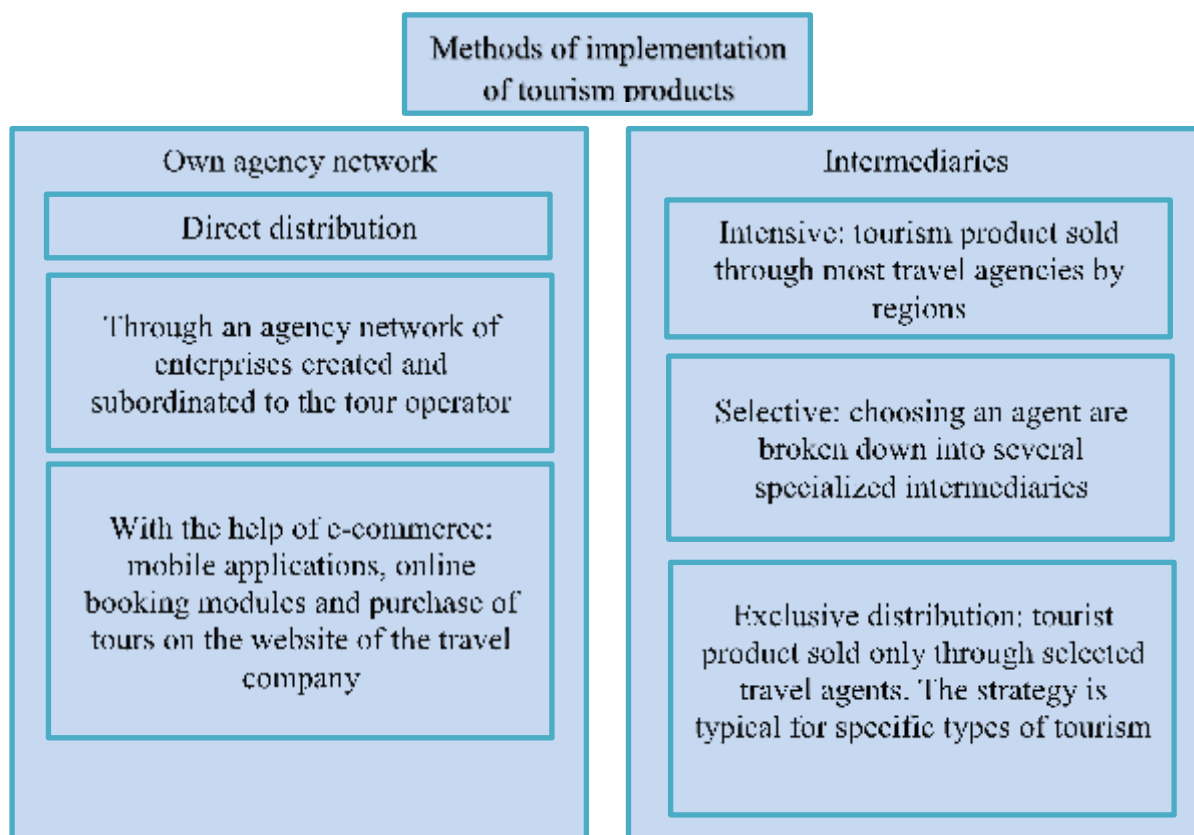 Methods of implementation
of tourism products
Own agency network
Direct distribution
Through an agency network of
enterprises created and
subordinated to the tour operator
With the help of e-commerce:
mobile applications, online
booking modules and purchase of
tours on the website of the travel
company
Intermediaries
Intensive: tourism product sold
through most travel agencies by
regions
Selective: choosing an agent are
broken down into several
specialized intermediaries
Exclusive distribution: tourist
product sold only through selected
travel agents. The strategy is
typical for specific types of tourism